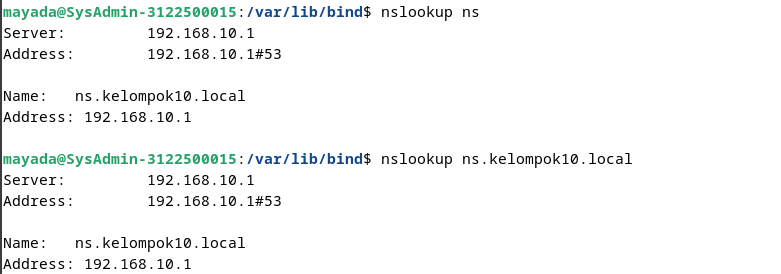 mayada@SysAdmin-3122500015:/var/lib/bind$ nslookup ns
Server:         192.168.10.1
Address:        192.168.10.1#53

Name:   ns.kelompok10.local
Address: 192.168.10.1

mayada@SysAdmin-3122500015:/var/lib/bind$ nslookup ns.kelompok10.local
Server:         192.168.10.1
Address:        192.168.10.1#53

Name:   ns.kelompok10.local
Address: 192.168.10.1